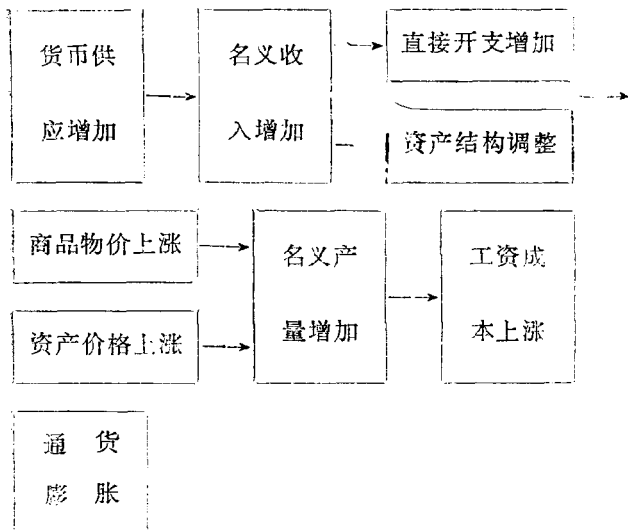 货币供
应增加
名义收
入增加
直接开支增加
资产结构调整
商品物价上涨
资产价格上涨
名义产
量增加
工资成
本上涨
通 货
膨 胀